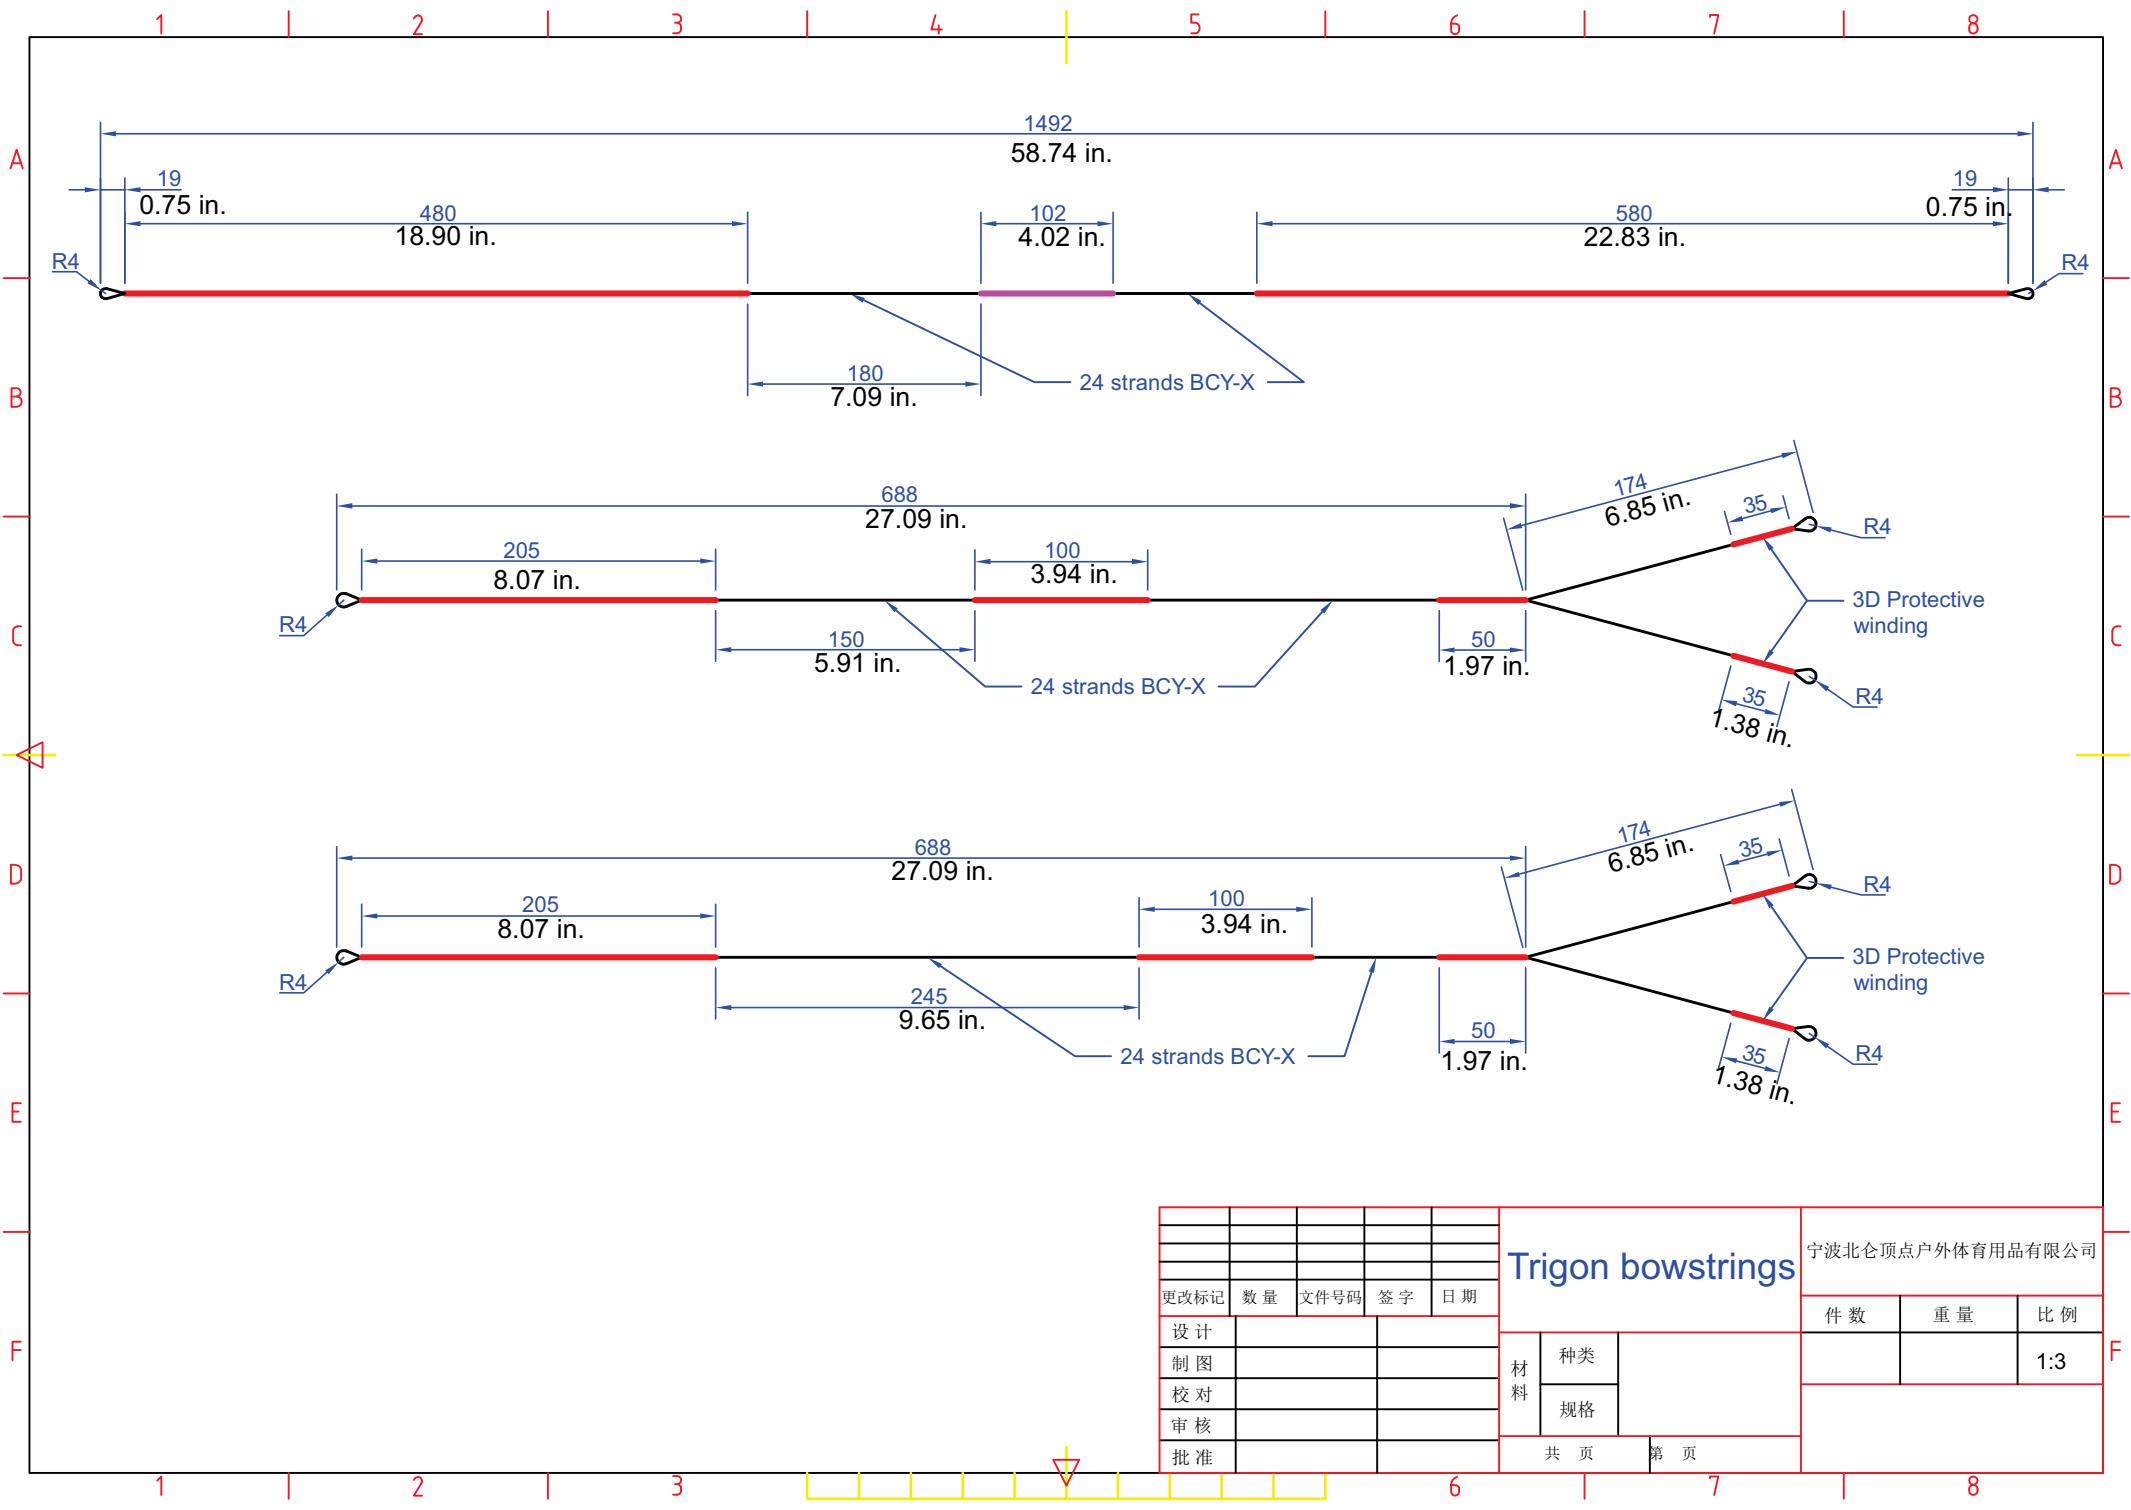 1 2 3 4 5 6 7 8
A A
1492
58.74 in.
19
0.75 in.
480
18.90 in.
102
4.02 in.
580
22.83 in.
19
0.75 in.
R4
R4
180
7.09 in.
24 strands BCY-X
B B
688
27.09 in.
174
6.85 in.
35
R4
205
8.07 in.
100
3.94 in.
3D Protective
winding
R4
C C
150
5.91 in.
24 strands BCY-X
50
1.97 in.
R4
35
1.38 in.
688
27.09 in.
174
6.85 in.
35
R4
D D
205
8.07 in.
100
3.94 in.
3D Protective
winding
R4
245
9.65 in.
24 strands BCY-X
50
1.97 in.
R4
35
1.38 in.
E E
Trigon bowstrings
宁波北仑顶点户外体育用品有限公司
更改标记 数量 文件号码 签字 日期
件数 重量 比例
设计
制图
校对
审核
批准
材料
种类
规格
1:3
共 页 第 页
F F
1 2 3 6 7 8